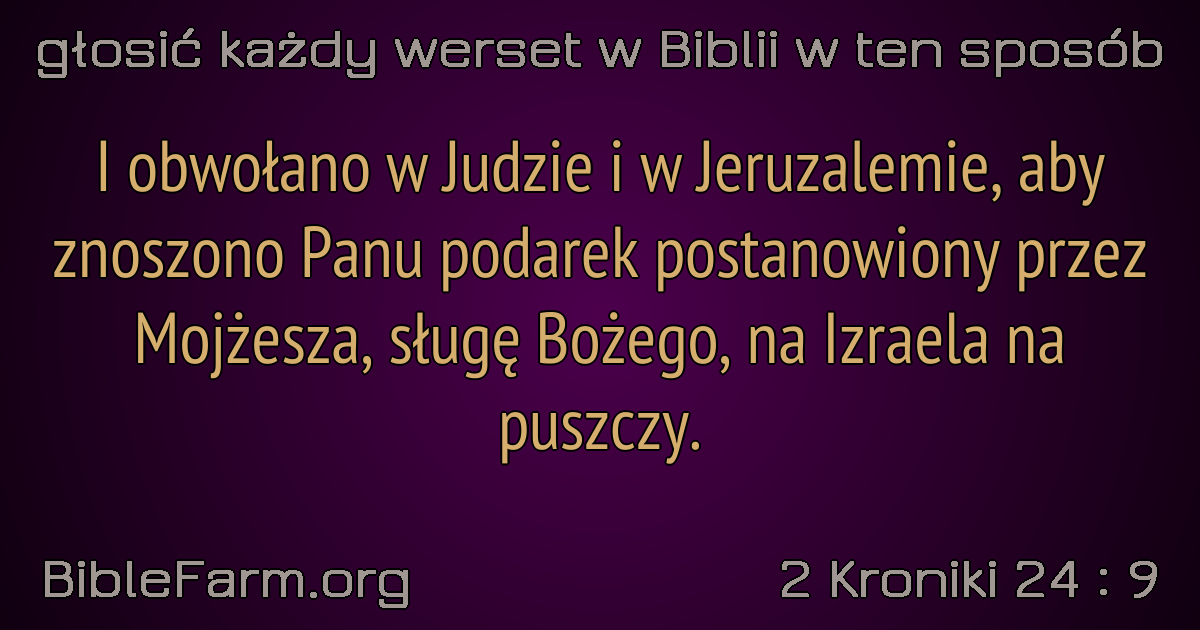 głosić każdy werset w Biblii w ten sposób
I obwołano w Judzie i w Jeruzalemie, aby
znoszono Panu podarek postanowiony przez
Mojżesza, sługę Bożego, na Izraela na
puszczy.
BibleFarm.org
2 Kroniki 24 : 9